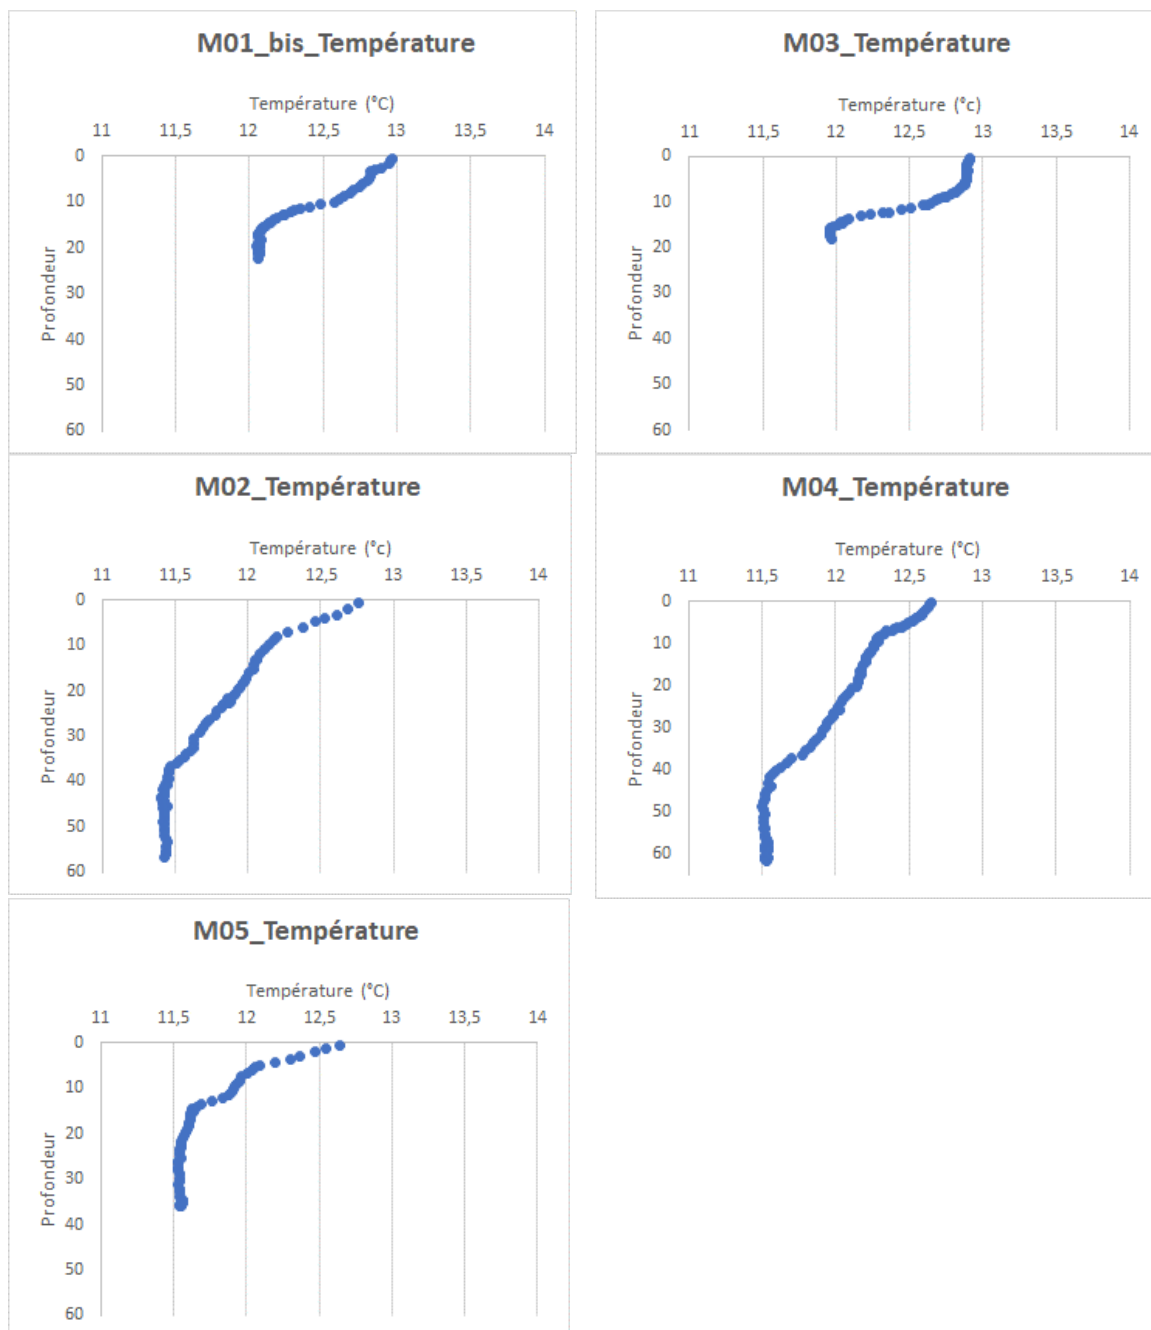 M01_bis_Température
Température (°C)
11 11,5 12 12,5 13 13,5 14
0
10
20
30
40
50
60
Profondeur
M03_Température
Température (°c)
11 11,5 12 12,5 13 13,5 14
0
10
20
30
40
50
60
Profondeur
M02_Température
Température (°c)
11 11,5 12 12,5 13 13,5 14
0
10
20
30
40
50
60
Profondeur
M04_Température
Température (°C)
11 11,5 12 12,5 13 13,5 14
0
10
20
30
40
50
60
Profondeur
M05_Température
Température (°C)
11 11,5 12 12,5 13 13,5 14
0
10
20
30
40
50
60
Profondeur